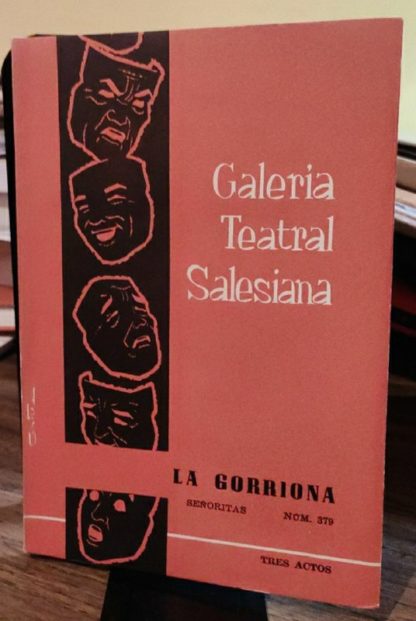 Galeria
Teatral
Salesiana
LA GORRIONA
SEÑORITAS NÚM. 379
TRES ACTOS